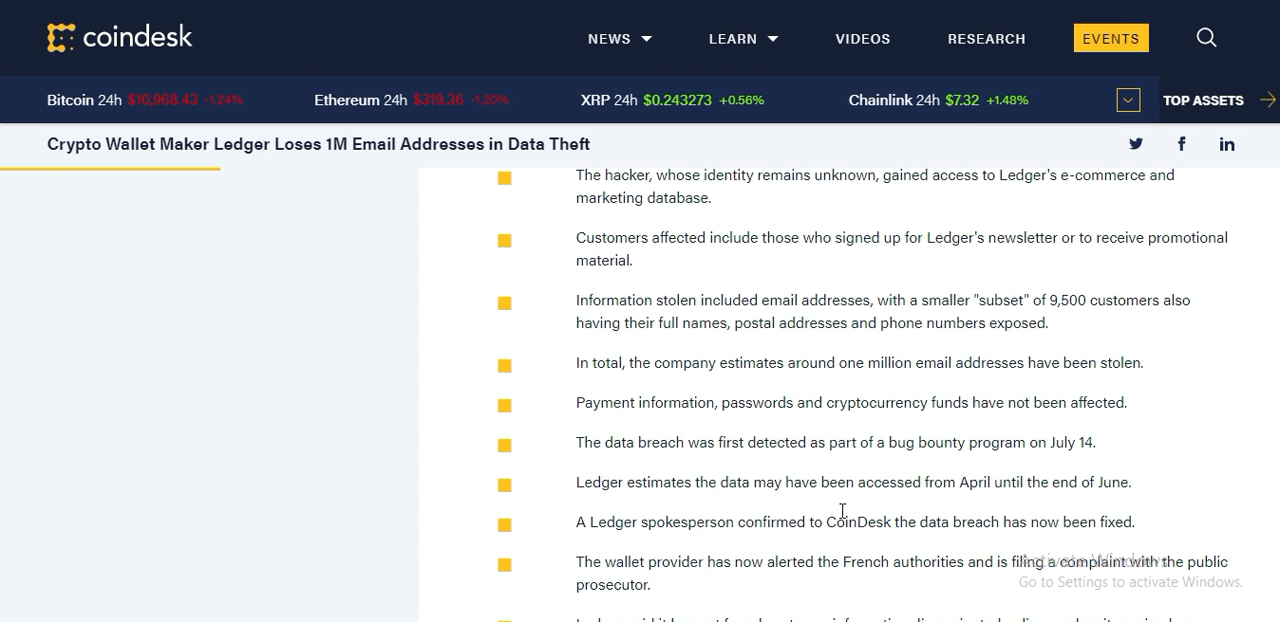 coindesk
NEWS LEARN VIDEOS RESEARCH EVENTS
Bitcoin 24h $10,968.43 -1.24% Ethereum 24h $319.36 -1.20% XRP 24h $0.243273 +0.56% Chainlink 24h $7.32 +1.48% TOP ASSETS
Crypto Wallet Maker Ledger Loses 1M Email Addresses in Data Theft
The hacker, whose identity remains unknown, gained access to Ledger's e-commerce and
marketing database.
Customers affected include those who signed up for Ledger's newsletter or to receive promotional
material.
Information stolen included email addresses, with a smaller "subset" of 9,500 customers also
having their full names, postal addresses and phone numbers exposed.
In total, the company estimates around one million email addresses have been stolen.
Payment information, passwords and cryptocurrency funds have not been affected.
The data breach was first detected as part of a bug bounty program on July 14.
Ledger estimates the data may have been accessed from April until the end of June.
A Ledger spokesperson confirmed to CoinDesk the data breach has now been fixed.
The wallet provider has now alerted the French authorities and is filing a complaint with the public
prosecutor.
Activate Windows
Go to Settings to activate Windows.